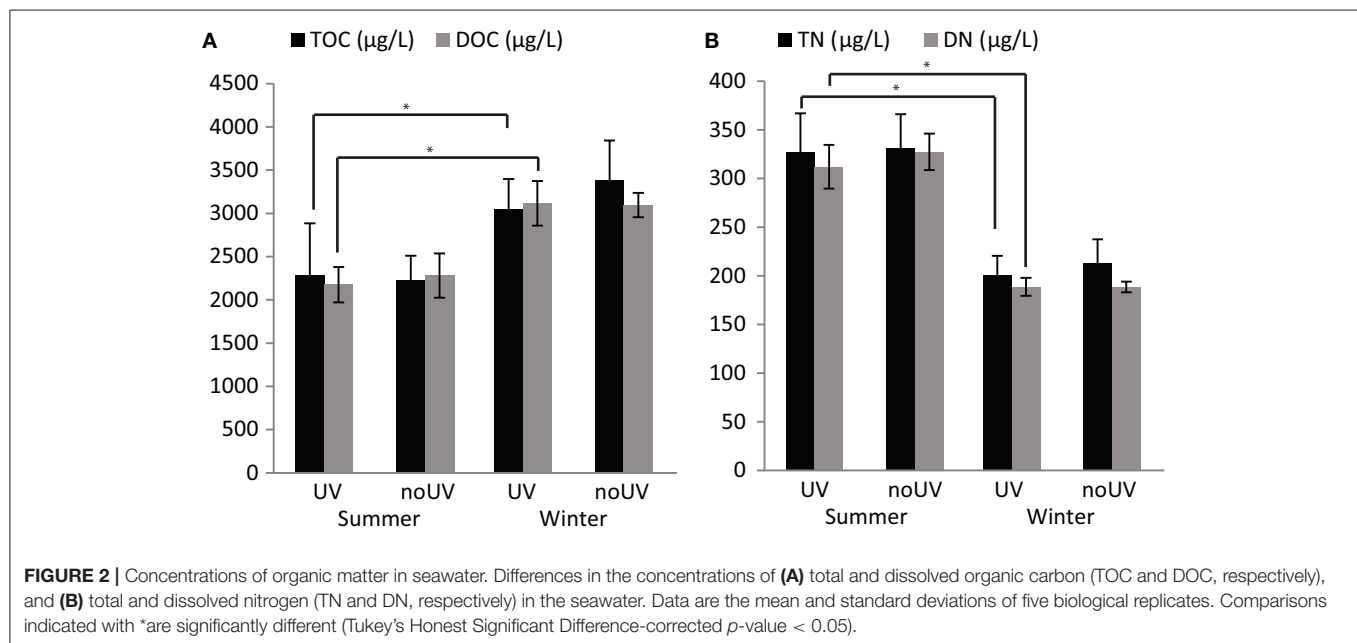 A
■ TOC (µg/L) ■ DOC (µg/L)
4500
4000
3500
3000
2500
2000
1500
1000
500
0
*
*
UV noUV UV noUV
Summer Winter
B
■ TN (µg/L) ■ DN (µg/L)
400
350
300
250
200
150
100
50
0
*
*
UV noUV UV noUV
Summer Winter
FIGURE 2 | Concentrations of organic matter in seawater. Differences in the concentrations of (A) total and dissolved organic carbon (TOC and DOC, respectively),
and (B) total and dissolved nitrogen (TN and DN, respectively) in the seawater. Data are the mean and standard deviations of five biological replicates. Comparisons
indicated with *are significantly different (Tukey's Honest Significant Difference-corrected p-value < 0.05).